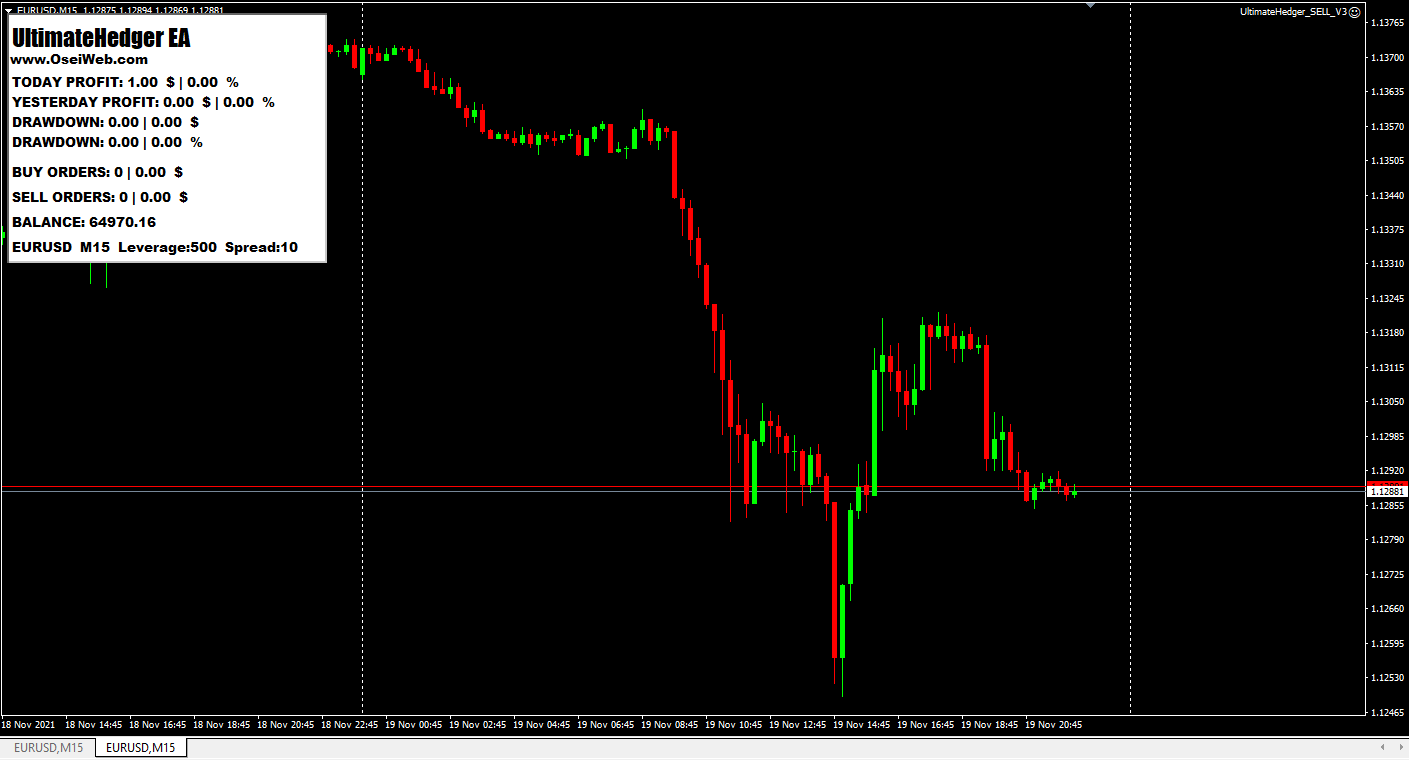 EURUSD,M15 1.12875 1.12894 1.12869 1.12881
UltimateHedger_SELL_V3
UltimateHedger EA
www.OseiWeb.com
TODAY PROFIT: 1.00 $ | 0.00 %
YESTERDAY PROFIT: 0.00 $ | 0.00 %
DRAWDOWN: 0.00 | 0.00 $
DRAWDOWN: 0.00 | 0.00 %
BUY ORDERS: 0 | 0.00 $
SELL ORDERS: 0 | 0.00 $
BALANCE: 64970.16
EURUSD M15 Leverage:500 Spread:10
1.13765
1.13700
1.13635
1.13570
1.13505
1.13440
1.13375
1.13310
1.13245
1.13180
1.13115
1.13050
1.12985
1.12920
1.12881
1.12855
1.12790
1.12725
1.12660
1.12595
1.12530
1.12465
18 Nov 2021 18 Nov 14:45 18 Nov 16:45 18 Nov 18:45 18 Nov 20:45 18 Nov 22:45 19 Nov 00:45 19 Nov 02:45 19 Nov 04:45 19 Nov 06:45 19 Nov 08:45 19 Nov 10:45 19 Nov 12:45 19 Nov 14:45 19 Nov 16:45 19 Nov 18:45 19 Nov 20:45
EURUSD,M15 EURUSD,M15